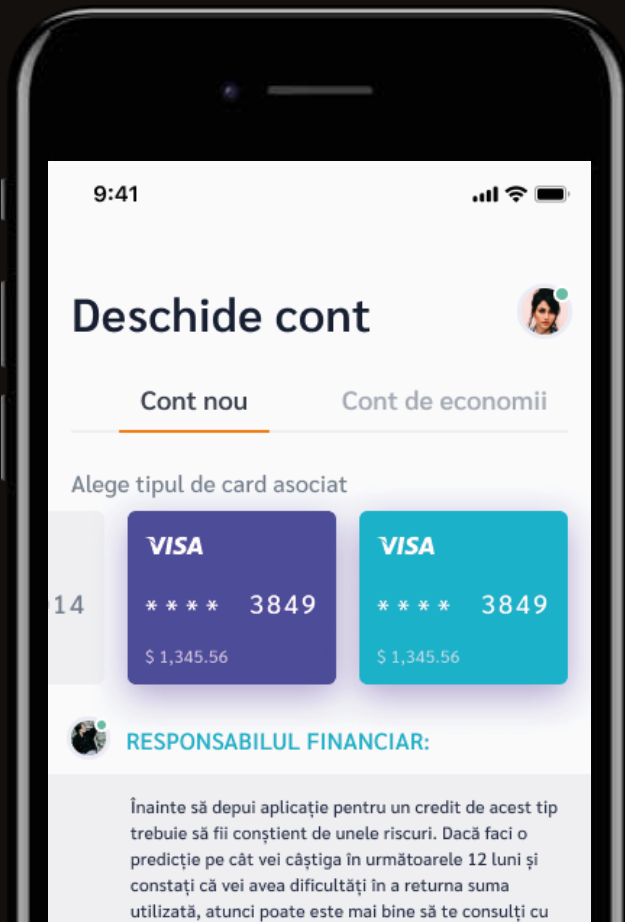 9:41
Deschide cont
Cont nou Cont de economii
Alege tipul de card asociat
14
VISA VISA
**** 3849 **** 3849
$ 1,345.56 $ 1,345.56
RESPONSABILUL FINANCIAR:
Înainte să depui aplicație pentru un credit de acest tip
trebuie să fii conștient de unele riscuri. Dacă faci o
predicție pe cât vei câștiga în următoarele 12 luni și
constați că vei avea dificultăți în a returna suma
utilizată, atunci poate este mai bine să te consulți cu